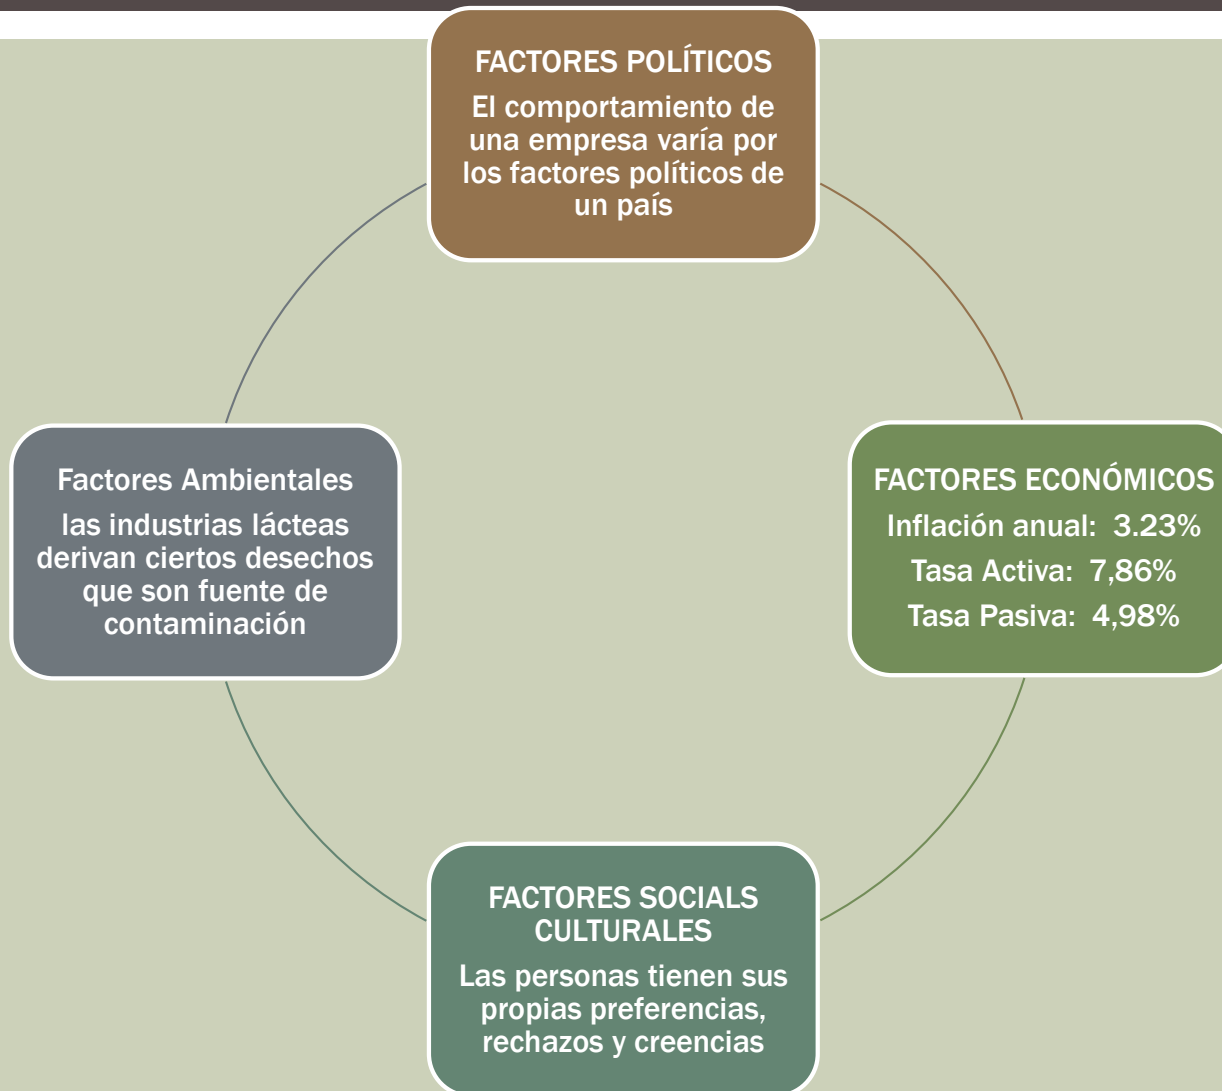 FACTORES POLÍTICOS
El comportamiento de
una empresa varía por
los factores políticos de
un país
Factores Ambientales
las industrias lácteas
derivan ciertos desechos
que son fuente de
contaminación
FACTORES ECONÓMICOS
Inflación anual: 3.23%
Tasa Activa: 7,86%
Tasa Pasiva: 4,98%
FACTORES SOCIALS
CULTURALES
Las personas tienen sus
propias preferencias,
rechazos y creencias